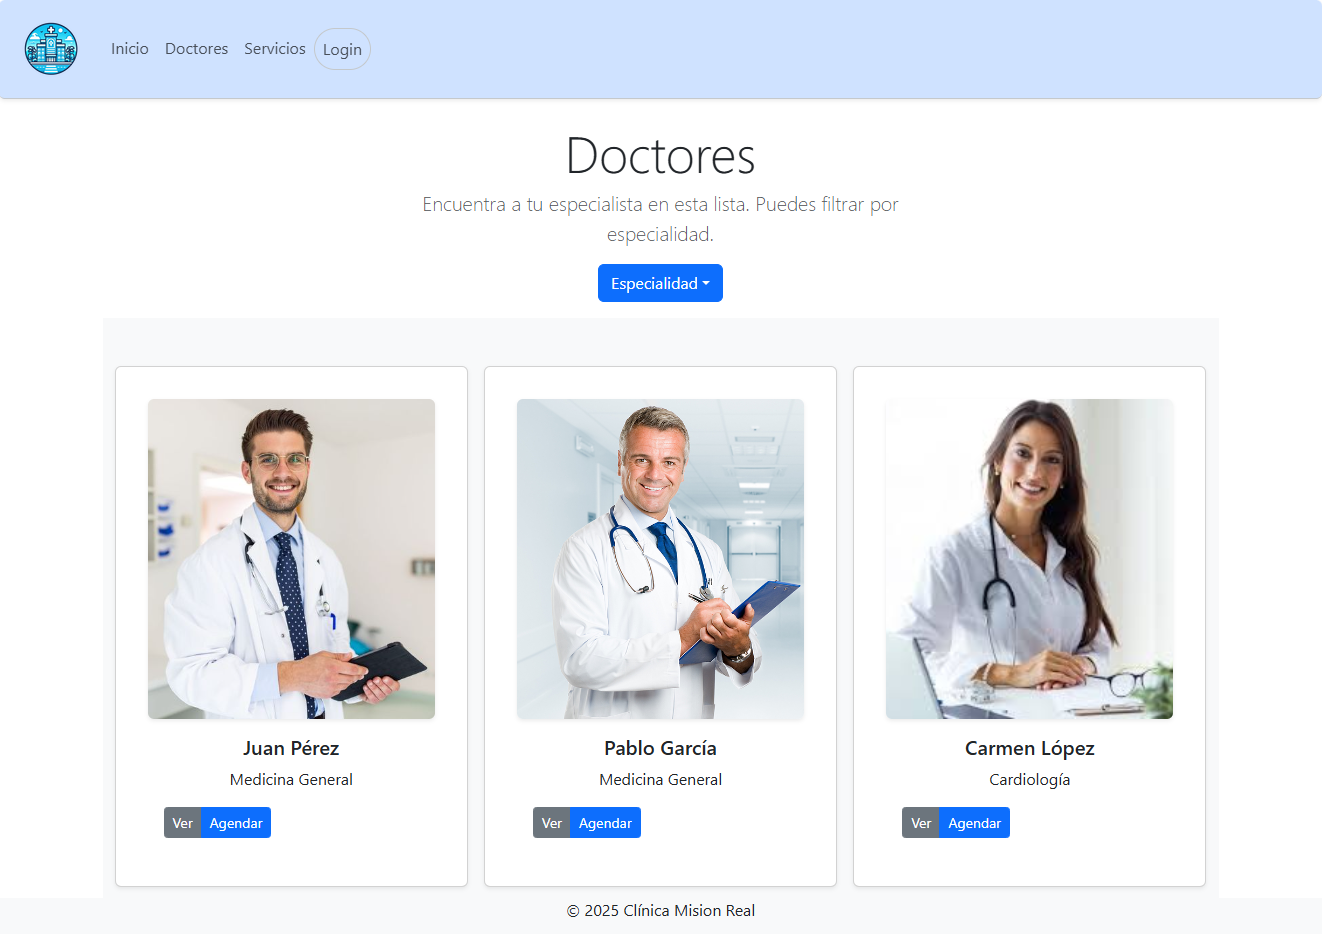 Inicio Doctores Servicios Login
Doctores
Encuentra a tu especialista en esta lista. Puedes filtrar por
especialidad.
Especialidad
Juan Pérez
Medicina General
Ver Agendar
Pablo García
Medicina General
Ver Agendar
Carmen López
Cardiología
Ver Agendar
© 2025 Clínica Mision Real